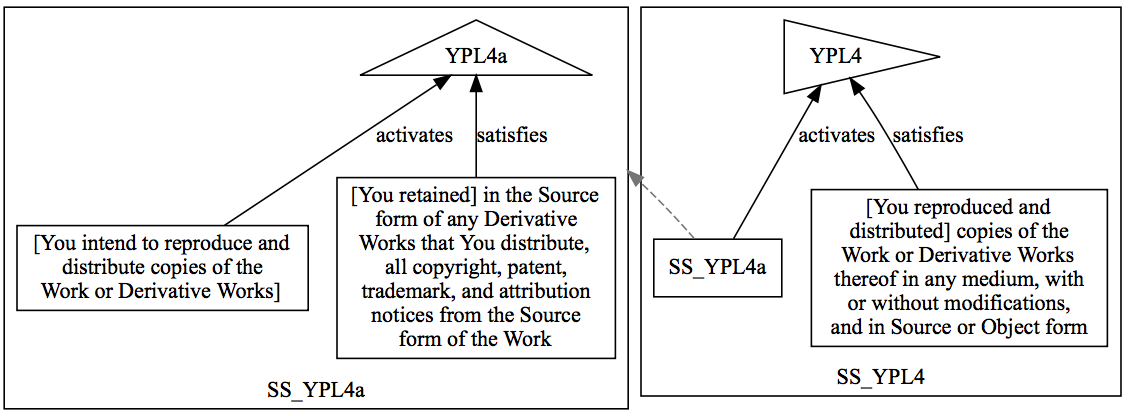 YPL4a
activates
satisfies
[You intend to reproduce and
distribute copies of the
Work or Derivative Works]
[You retained] in the Source
form of any Derivative
Works that You distribute,
all copyright, patent,
trademark, and attribution
notices from the Source
form of the Work
SS_YPL4a
YPL4
activates
satisfies
SS_YPL4a
[You reproduced and
distributed] copies of the
Work or Derivative Works
thereof in any medium, with
or without modifications,
and in Source or Object form
SS_YPL4